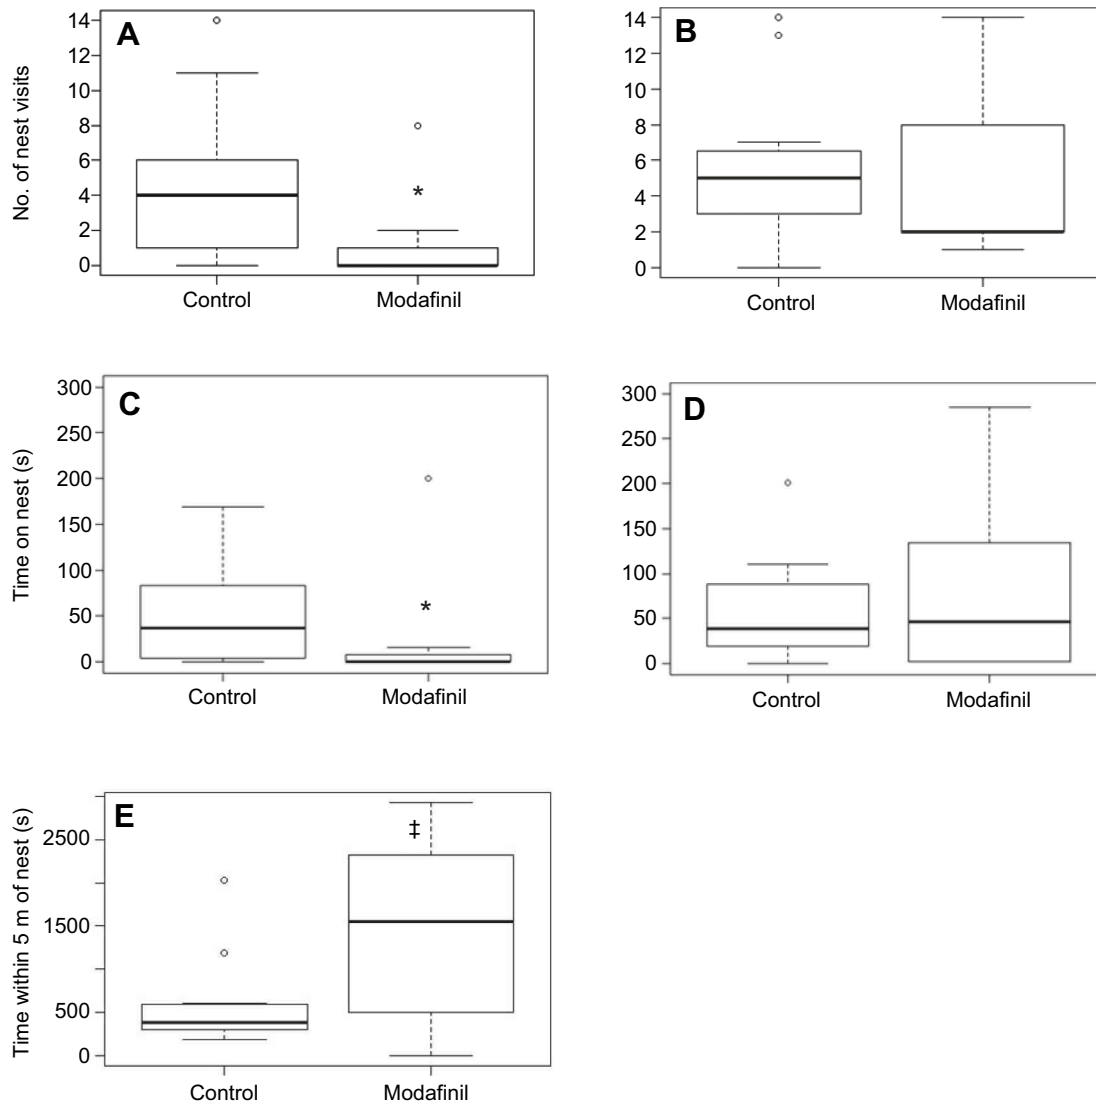 A
No. of nest visits
14
12
10
8
6
4
2
0
*
Control Modafinil
B
14
12
10
8
6
4
2
0
Control Modafinil
C
Time on nest (s)
300
250
200
150
100
50
0
*
Control Modafinil
D
300
250
200
150
100
50
0
Control Modafinil
E
Time within 5 m of nest (s)
2500
1500
500
0
‡
Control Modafinil